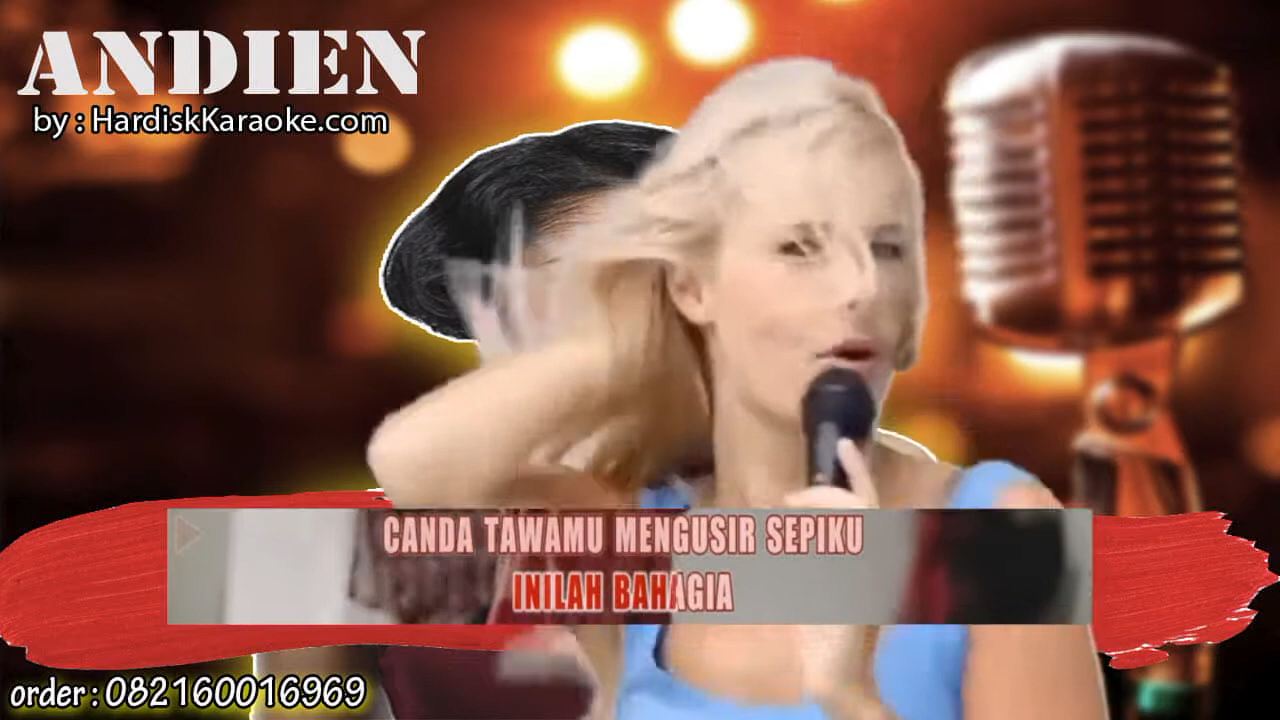 ANDIEN
by : HardiskKaraoke.com
CANDA TAWAMU MENGUSIR SEPIKU
INILAH BAHAGIA
order : 082160016969